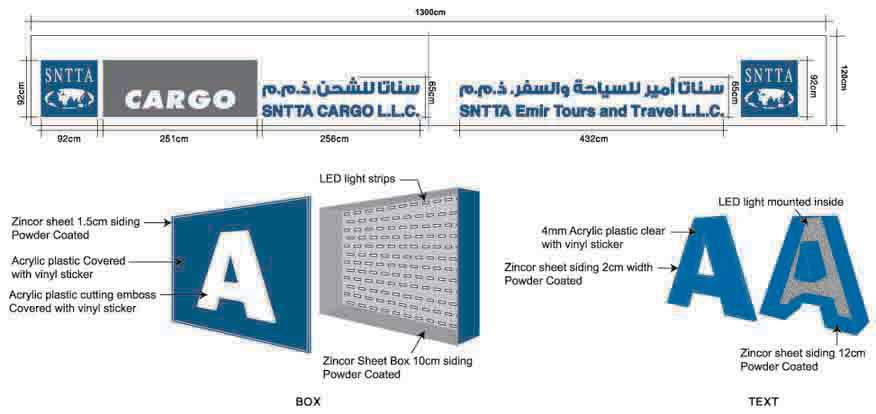 1300cm
92cm
SNTTA
CARGO
سناتا للشحن. ذ.م.م
SNTTA CARGO L.L.C.
65cm
سناتا أمير للسياحة والسفر. ذ.م.م
SNTTA Emir Tours and Travel L.L.C.
65cm
SNTTA
92cm
120cm
92cm
251cm
256cm
432cm
LED light strips
Zincor sheet 1.5cm siding
Powder Coated
Acrylic plastic Covered
with vinyl sticker
Acrylic plastic cutting emboss
Covered with vinyl sticker
A
Zincor Sheet Box 10cm siding
Powder Coated
BOX
LED light mounted inside
4mm Acrylic plastic clear
with vinyl sticker
Zincor sheet siding 2cm width
Powder Coated
A
A
Zincor sheet siding 12cm
Powder Coated
TEXT